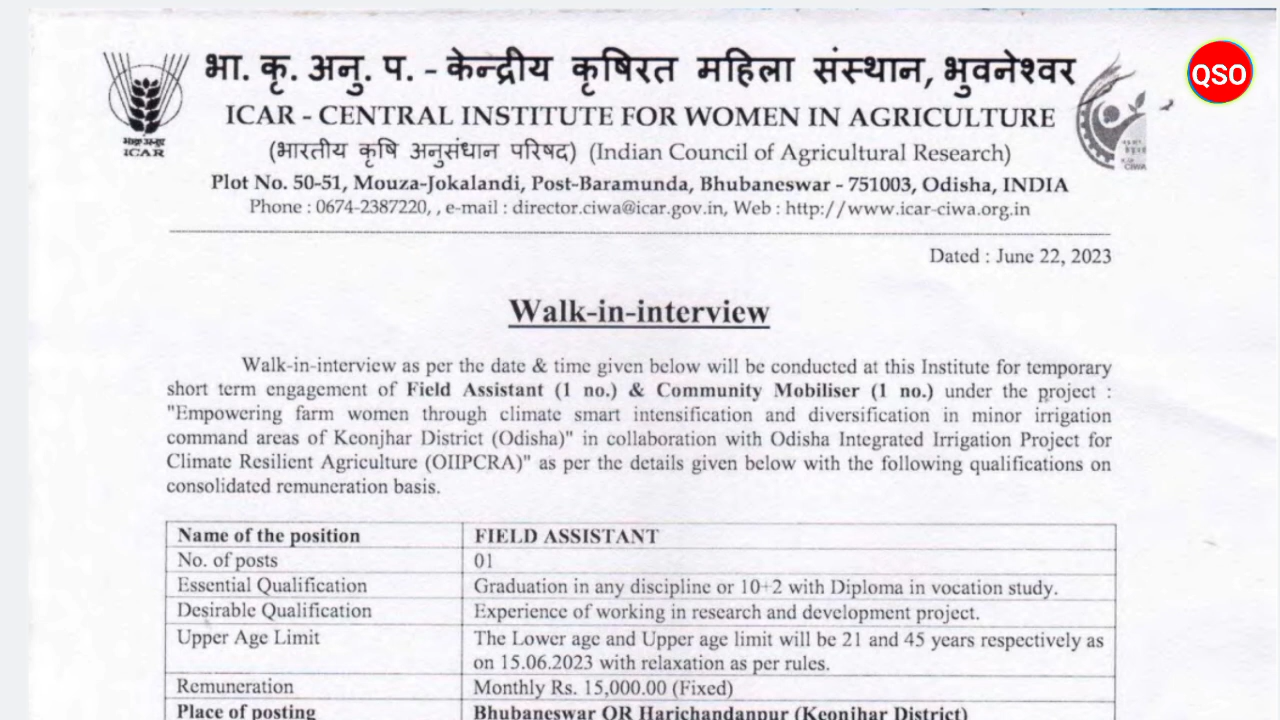 भा. कृ. अनु. प. - केन्द्रीय कृषिरत महिला संस्थान, भुवनेश्वर
QSO
ICAR - CENTRAL INSTITUTE FOR WOMEN IN AGRICULTURE
ICAR
(भारतीय कृषि अनुसंधान परिषद) (Indian Council of Agricultural Research)
CIWA
Plot No. 50-51, Mouza-Jokalandi, Post-Baramunda, Bhubaneswar - 751003, Odisha, INDIA
Phone : 0674-2387220, , e-mail : director.ciwa@icar.gov.in, Web : http://www.icar-ciwa.org.in
Dated : June 22, 2023
Walk-in-interview
Walk-in-interview as per the date & time given below will be conducted at this Institute for temporary
short term engagement of Field Assistant (1 no.) & Community Mobiliser (1 no.) under the project :
"Empowering farm women through climate smart intensification and diversification in minor irrigation
command areas of Keonjhar District (Odisha)" in collaboration with Odisha Integrated Irrigation Project for
Climate Resilient Agriculture (OIIPCRA)" as per the details given below with the following qualifications on
consolidated remuneration basis.
Name of the position FIELD ASSISTANT
No. of posts 01
Essential Qualification Graduation in any discipline or 10+2 with Diploma in vocation study.
Desirable Qualification Experience of working in research and development project.
Upper Age Limit The Lower age and Upper age limit will be 21 and 45 years respectively as
on 15.06.2023 with relaxation as per rules.
Remuneration Monthly Rs. 15,000.00 (Fixed)
Place of posting Bhubaneswar OR Harichandanpur (Keonjhar District)